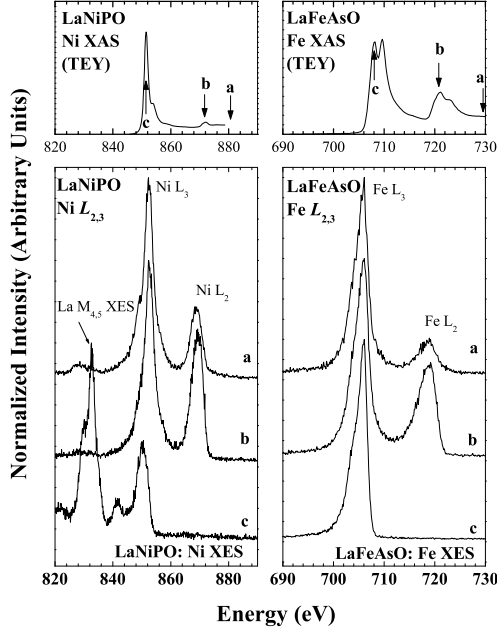 LaNiPO
Ni XAS
(TEY)
b
a
c
820 840 860 880
LaFeAsO
Fe XAS
(TEY)
b
a
c
690 700 710 720 730
Normalized Intensity (Arbitrary Units)
LaNiPO
Ni L2,3
Ni L3
La M4,5 XES
Ni L2
a
b
c
LaNiPO: Ni XES
820 840 860 880
LaFeAsO
Fe L2,3
Fe L3
Fe L2
a
b
c
LaFeAsO: Fe XES
690 700 710 720 730
Energy (eV)